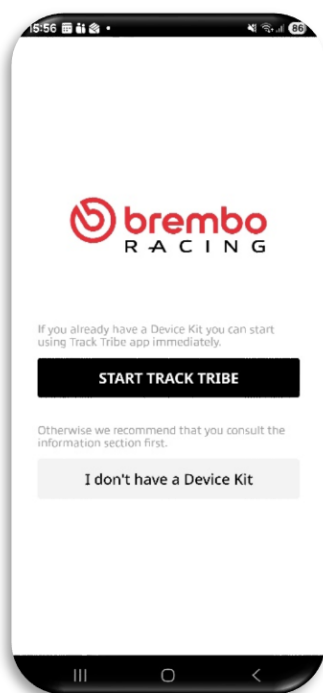 15:56
86
brembo
RACING
If you already have a Device Kit you can start
using Track Tribe app immediately.
START TRACK TRIBE
Otherwise we recommend that you consult the
information section first.
I don't have a Device Kit